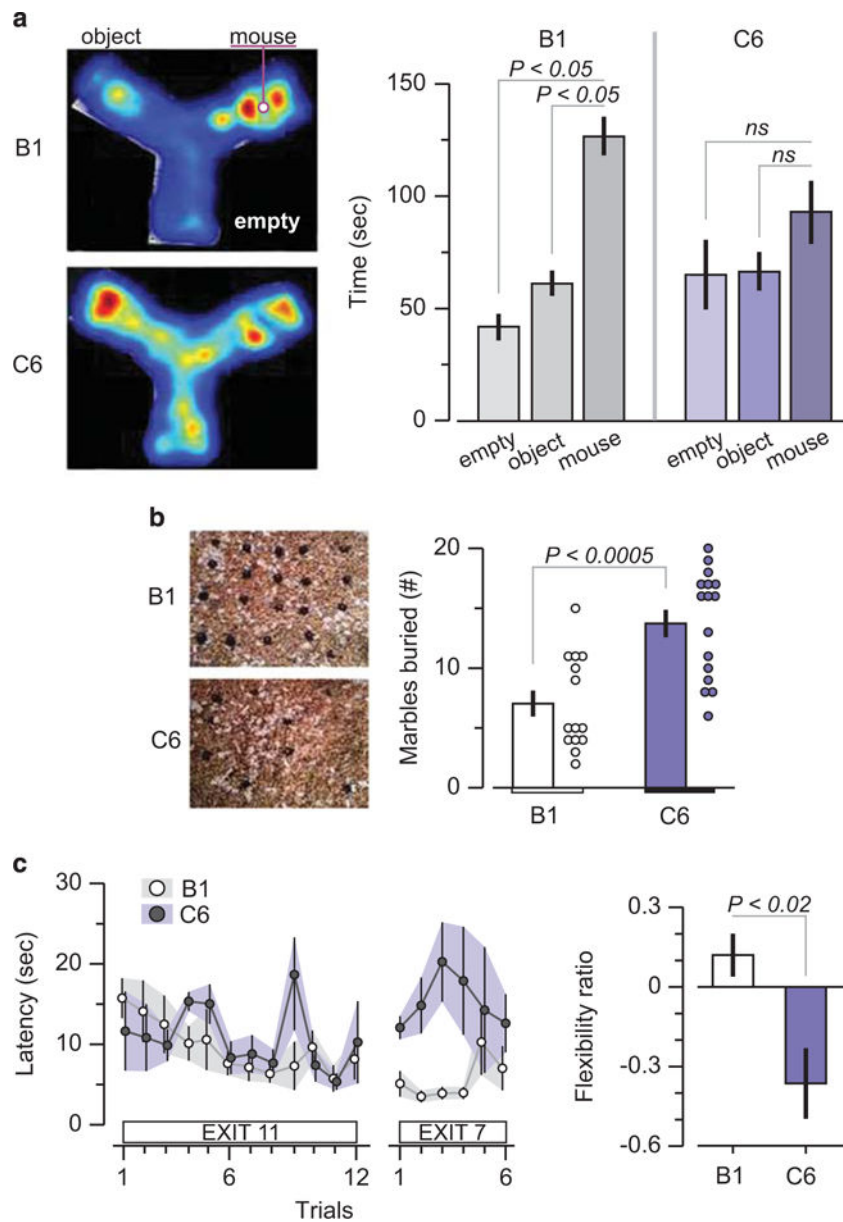 a
object mouse
B1
empty
C6
B1 C6
P < 0.05
P < 0.05
ns
ns
150
100
50
0
Time (sec)
empty object mouse empty object mouse
b
B1
C6
P < 0.0005
20
10
0
Marbles buried (#)
B1 C6
c
30
20
10
0
Latency (sec)
B1
C6
EXIT 11 EXIT 7
1 6 12 1 6
Trials
0.3
0
-0.3
-0.6
Flexibility ratio
P < 0.02
B1 C6